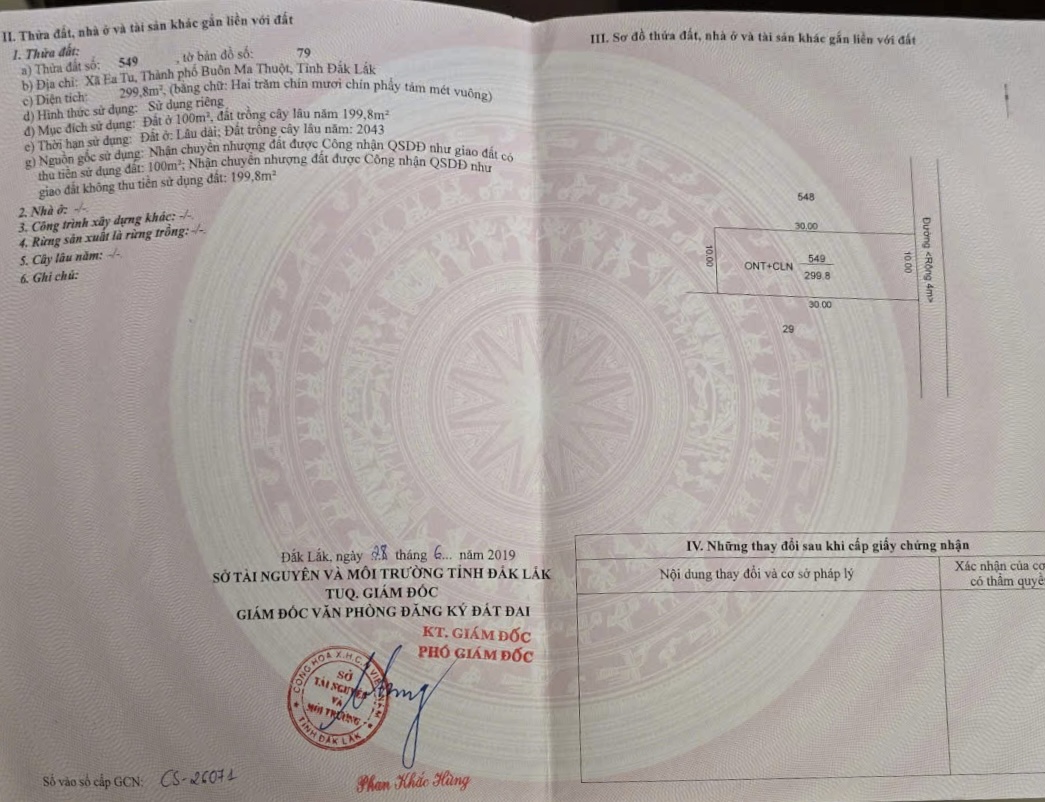 II. Thửa đất, nhà ở và tài sản khác gắn liền với đất
1. Thửa đất:
a) Thửa đất số: 549 , tờ bản đồ số: 79
b) Địa chỉ: Xã Ea Tu, Thành phố Buôn Ma Thuột, Tỉnh Đắk Lắk
c) Diện tích: 299,8m², (bằng chữ: Hai trăm chín mươi chín phẩy tám mét vuông)
d) Hình thức sử dụng: Sử dụng riêng
đ) Mục đích sử dụng: Đất ở 100m², đất trồng cây lâu năm 199,8m²
e) Thời hạn sử dụng: Đất ở: Lâu dài; Đất trồng cây lâu năm: 2043
g) Nguồn gốc sử dụng: Nhận chuyển nhượng đất được Công nhận QSDĐ như giao đất có
thu tiền sử dụng đất: 100m²; Nhận chuyển nhượng đất được Công nhận QSDĐ như
giao đất không thu tiền sử dụng đất: 199,8m²
2. Nhà ở: -/-
3. Công trình xây dựng khác: -/-.
4. Rừng sản xuất là rừng trồng: -/-.
5. Cây lâu năm: -/-.
6. Ghi chú:
Đắk Lắk, ngày 28 tháng 6... năm 2019
SỞ TÀI NGUYÊN VÀ MÔI TRƯỜNG TỈNH ĐẮK LẮK
TUQ. GIÁM ĐỐC
GIÁM ĐỐC VĂN PHÒNG ĐĂNG KÝ ĐẤT ĐAI
KT. GIÁM ĐỐC
PHÓ GIÁM ĐỐC
CỘNG HÒA X.H.C.N VIỆT NAM
SỞ
TÀI NGUYÊN
VÀ
MÔI TRƯỜNG
TỈNH ĐẮK LẮK
Phan Khắc Hùng
Số vào sổ cấp GCN: CS-26071
III. Sơ đồ thửa đất, nhà ở và tài sản khác gắn liền với đất
548
30.00
10.00
ONT+CLN
549
299.8
10.00
Đường <Rộng 4m>
30.00
29
IV. Những thay đổi sau khi cấp giấy chứng nhận
Nội dung thay đổi và cơ sở pháp lý
Xác nhận của cơ
có thẩm quyề